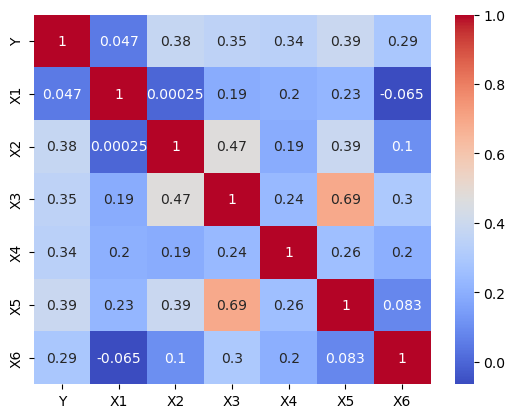 Y 1 0.047 0.38 0.35 0.34 0.39 0.29
X1 0.047 1 0.00025 0.19 0.2 0.23 -0.065
X2 0.38 0.00025 1 0.47 0.19 0.39 0.1
X3 0.35 0.19 0.47 1 0.24 0.69 0.3
X4 0.34 0.2 0.19 0.24 1 0.26 0.2
X5 0.39 0.23 0.39 0.69 0.26 1 0.083
X6 0.29 -0.065 0.1 0.3 0.2 0.083 1
Y X1 X2 X3 X4 X5 X6
1.0
0.8
0.6
0.4
0.2
0.0